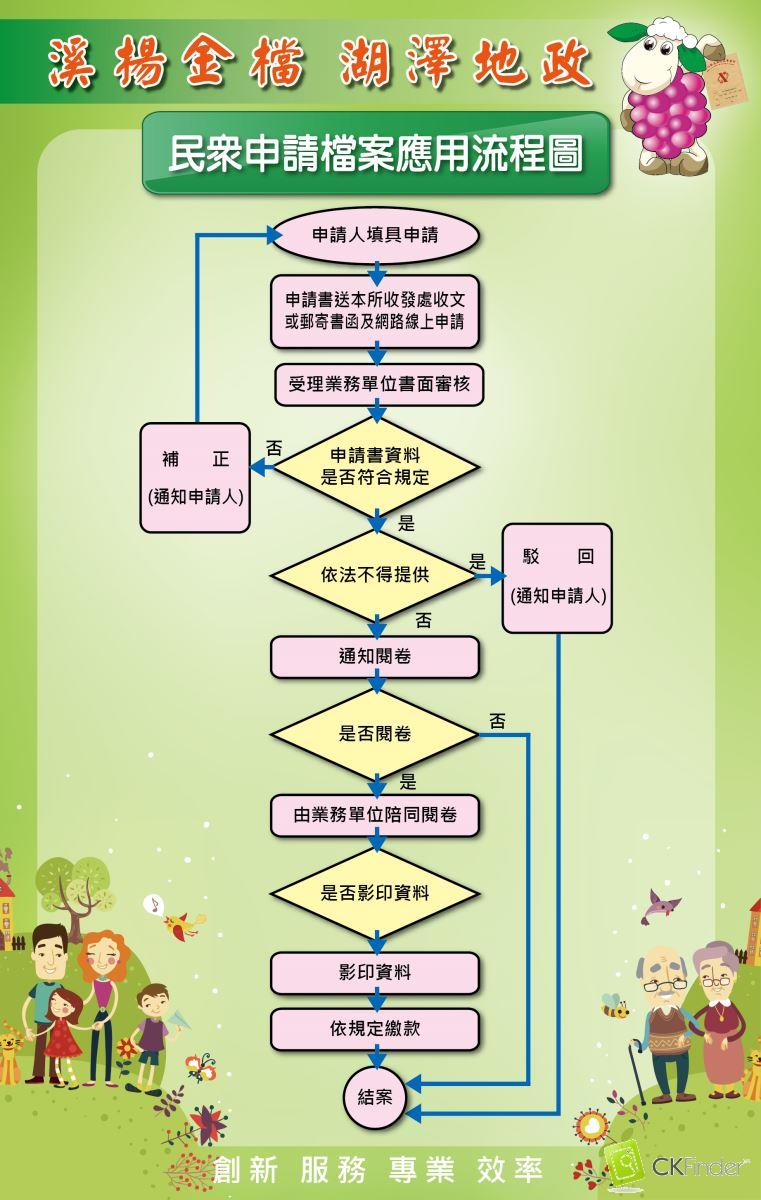 溪揚金檔 湖澤地政
民眾申請檔案應用流程圖
申請人填具申請
申請書送本所收發處收文
或郵寄書函及網路線上申請
受理業務單位書面審核
申請書資料
是否符合規定
否
補 正
(通知申請人)
是
依法不得提供
是
駁 回
(通知申請人)
否
通知閱卷
是否閱卷
否
是
由業務單位陪同閱卷
是否影印資料
影印資料
依規定繳款
結案
創新 服務 專業 效率
CKFinder